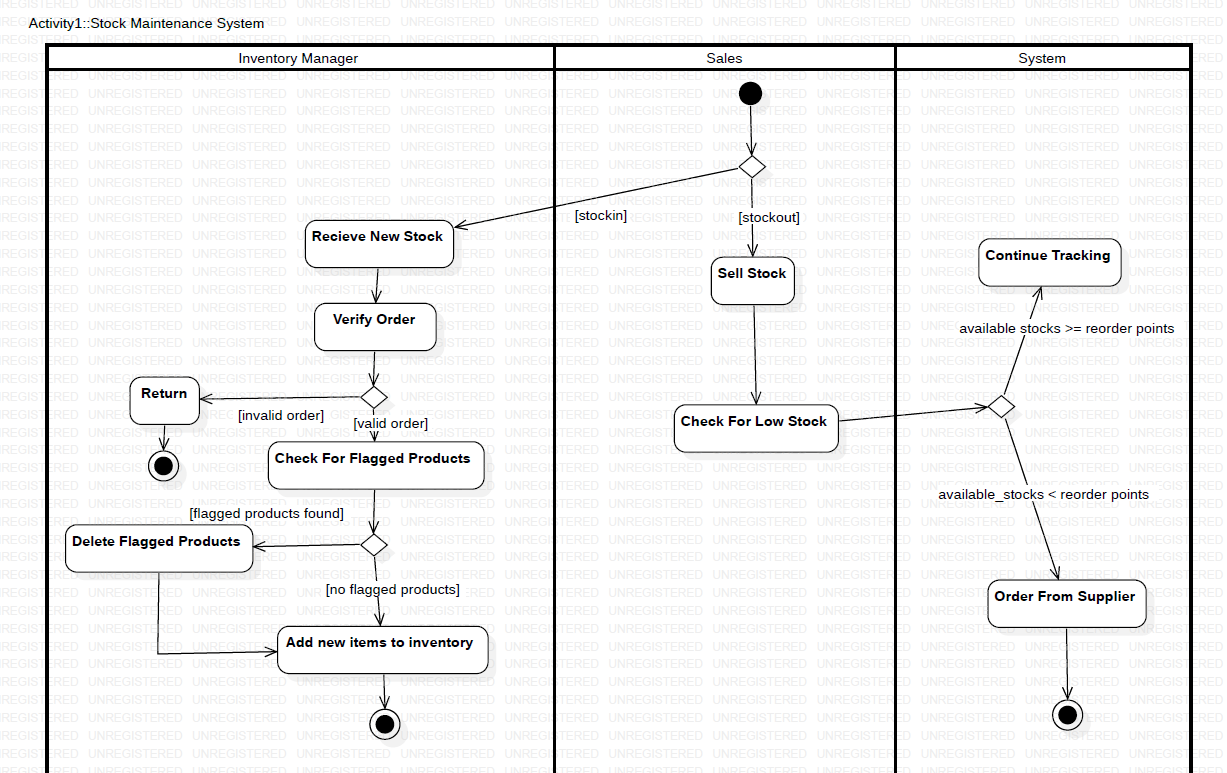 Activity1::Stock Maintenance System
Inventory Manager
Sales
System
[stockin]
[stockout]
Recieve New Stock
Continue Tracking
Sell Stock
Verify Order
available stocks >= reorder points
Return
[invalid order]
[valid order]
Check For Low Stock
Check For Flagged Products
available_stocks < reorder points
[flagged products found]
Delete Flagged Products
[no flagged products]
Order From Supplier
Add new items to inventory
UNREGISTERED